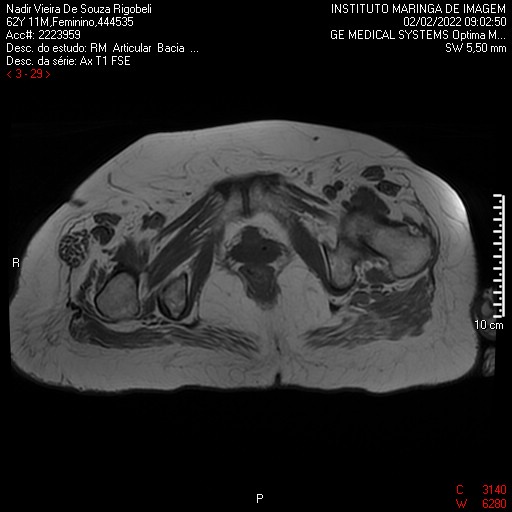 Nadir Vieira De Souza Rigobeli
62Y 11M,Feminino,444535
Acc#: 2223959
Desc. do estudo: RM Articular Bacia ...
Desc. da série: Ax T1 FSE
< 3 - 29 >
INSTITUTO MARINGA DE IMAGEM
02/02/2022 09:02:50
GE MEDICAL SYSTEMS Optima M...
SW 5,50 mm
R
10 cm
P
C 3140
W 6280